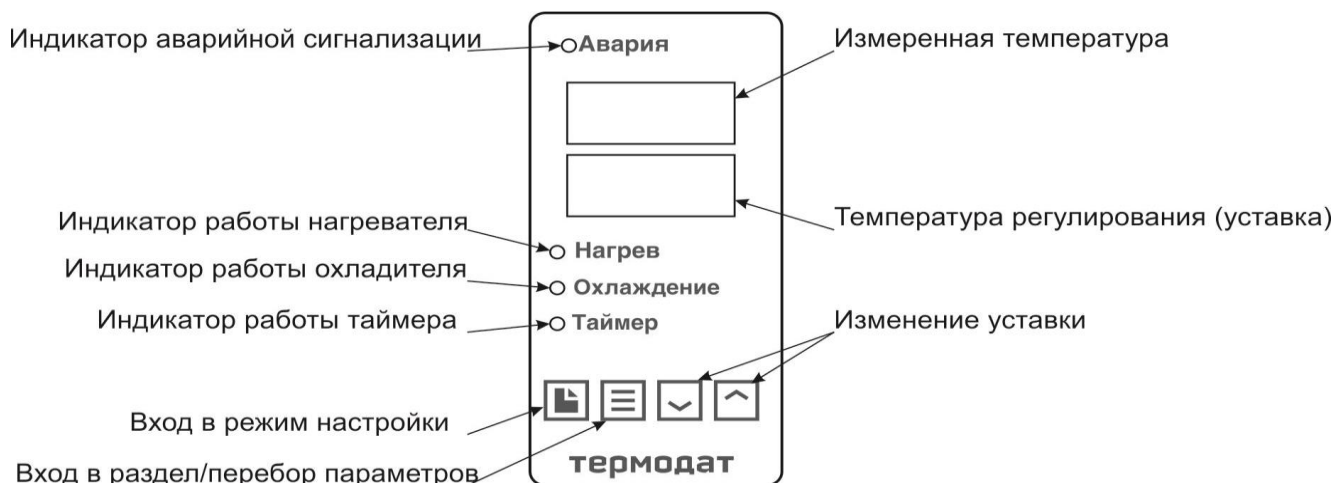 Индикатор аварийной сигнализации
Авария
Измеренная температура
Температура регулирования (уставка)
Индикатор работы нагревателя
Нагрев
Индикатор работы охладителя
Охлаждение
Индикатор работы таймера
Таймер
Изменение уставки
Вход в режим настройки
Вход в раздел/перебор параметров
термодат